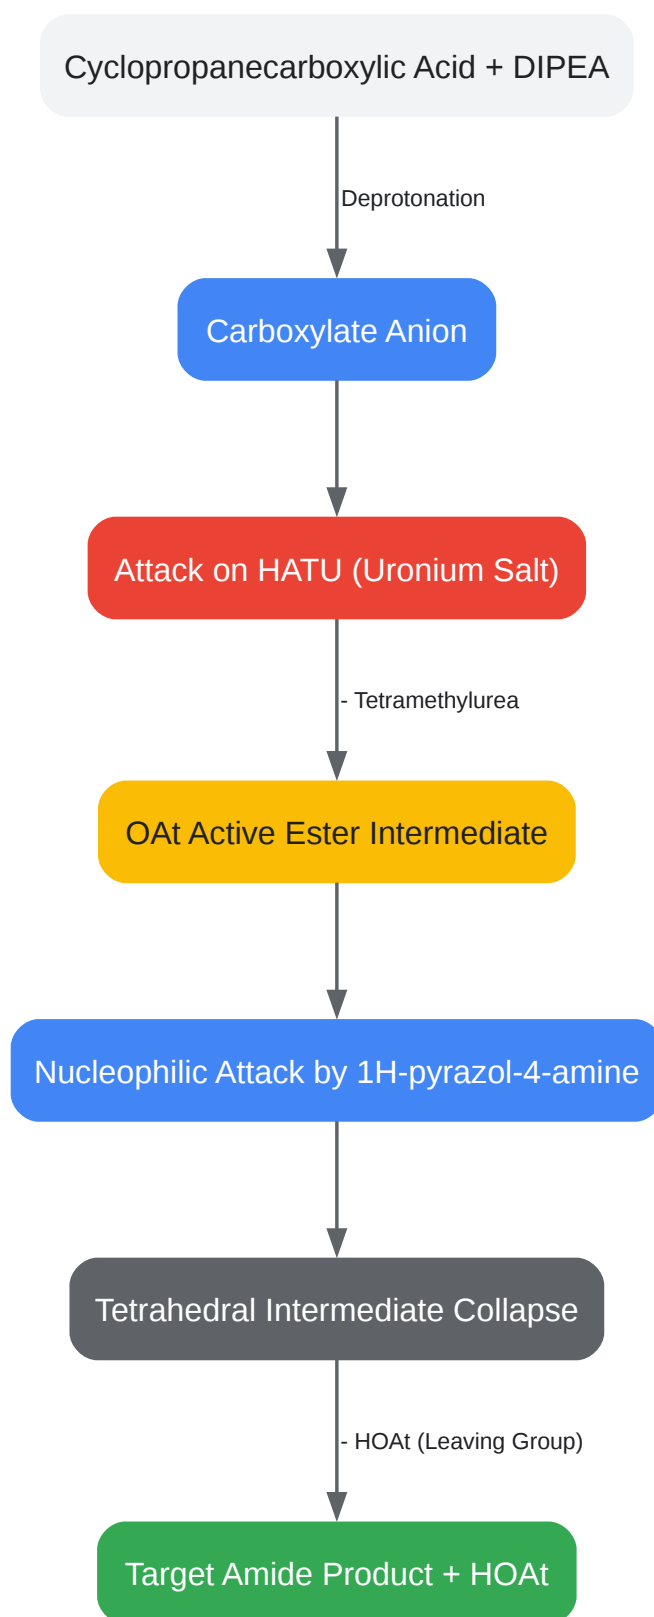 Cyclopropanecarboxylic Acid + DIPEA
Deprotonation
Carboxylate Anion
Attack on HATU (Uronium Salt)
- Tetramethylurea
OAt Active Ester Intermediate
Nucleophilic Attack by 1H-pyrazol-4-amine
Tetrahedral Intermediate Collapse
- HOAt (Leaving Group)
Target Amide Product + HOAt